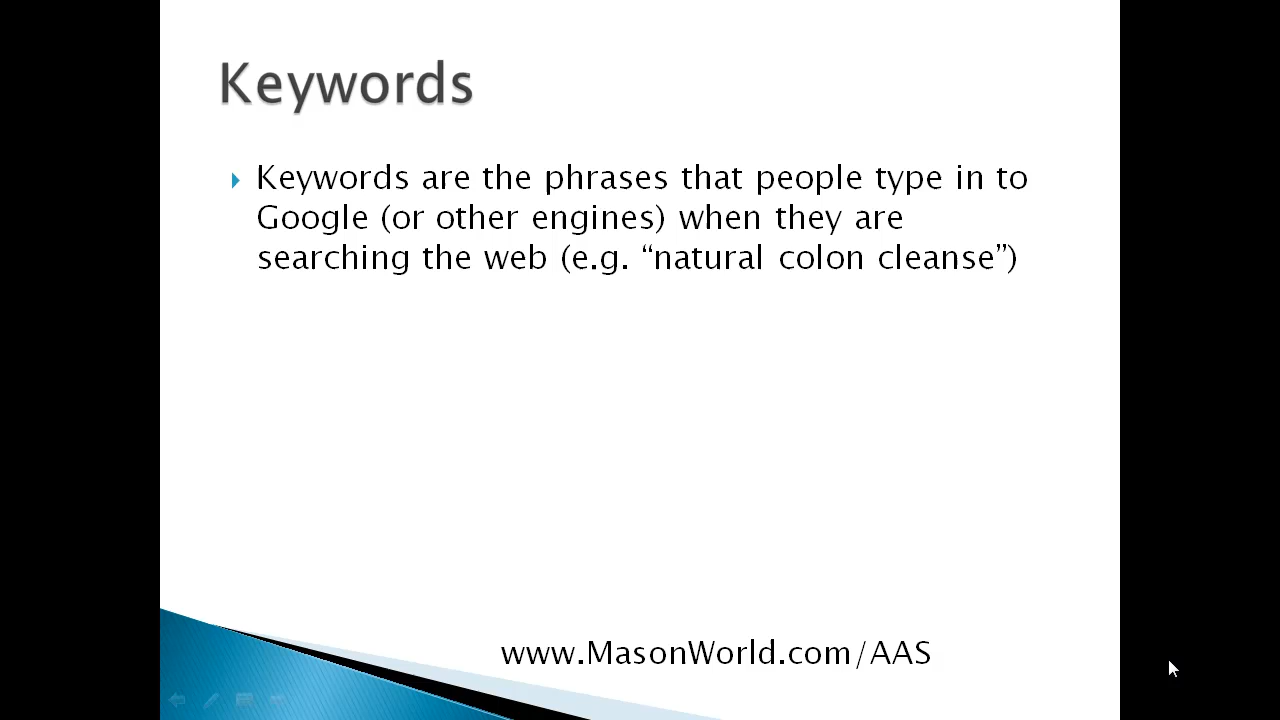 Keywords
Keywords are the phrases that people type in to
Google (or other engines) when they are
searching the web (e.g. “natural colon cleanse”)
www.MasonWorld.com/AAS